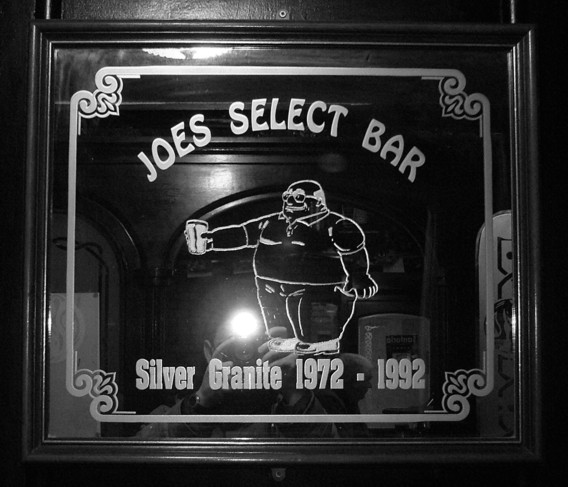 JOES SELECT BAR
Silver Granite 1972 - 1992